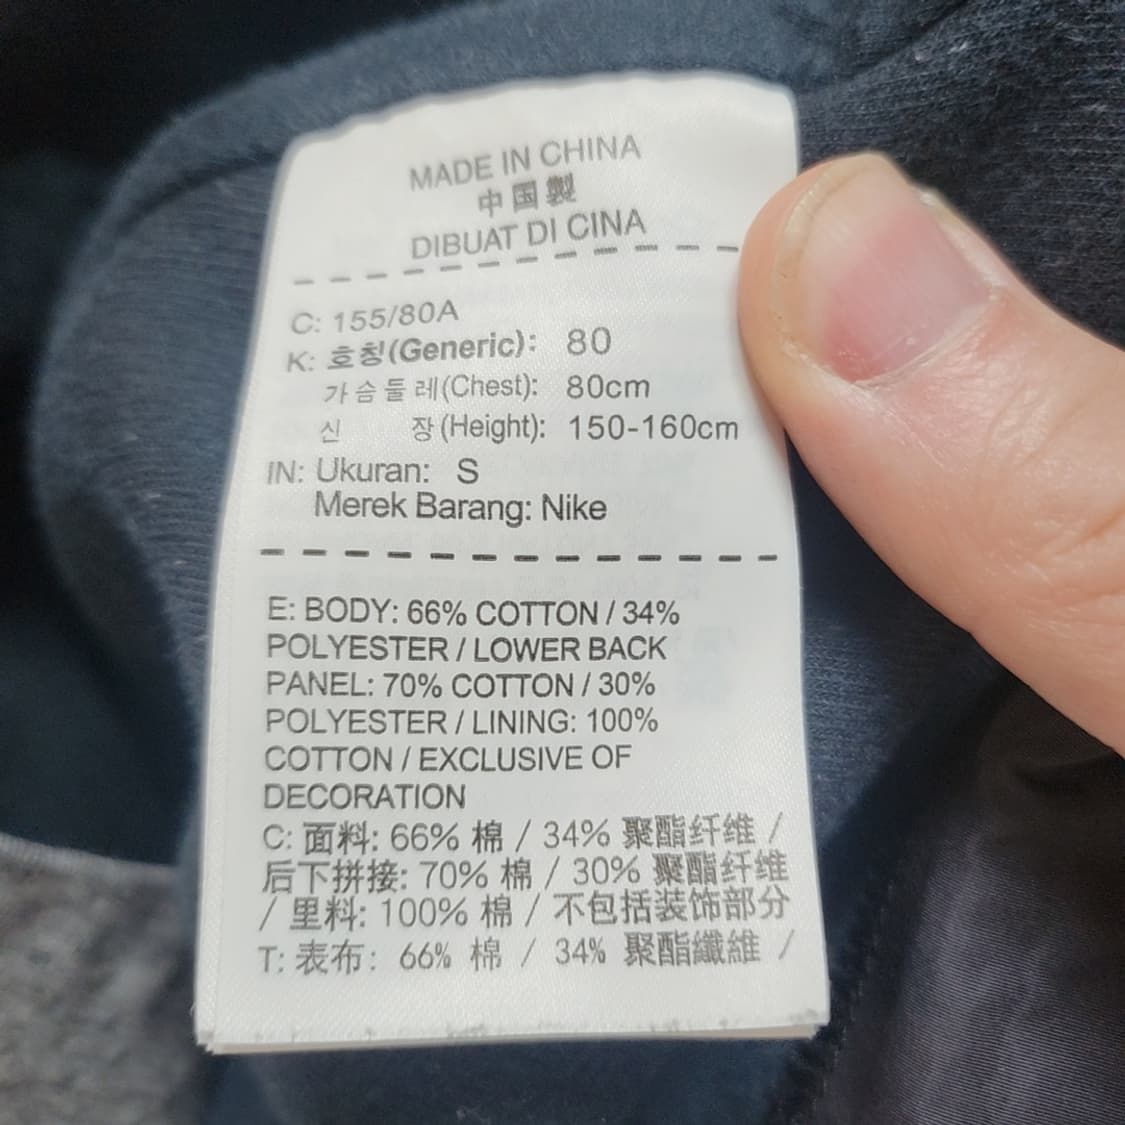 MADE IN CHINA
中国製
DIBUAT DI CINA
C: 155/80A
K: 호칭(Generic): 80
가슴둘레(Chest): 80cm
신 장(Height): 150-160cm
IN: Ukuran: S
Merek Barang: Nike
E: BODY: 66% COTTON / 34%
POLYESTER / LOWER BACK
PANEL: 70% COTTON / 30%
POLYESTER / LINING: 100%
COTTON / EXCLUSIVE OF
DECORATION
C: 面料: 66% 棉 / 34% 聚酯纤维 /
后下拼接: 70% 棉 / 30% 聚酯纤维
/ 里料: 100% 棉 / 不包括装饰部分
T: 表布: 66% 棉 / 34% 聚酯纖維 /